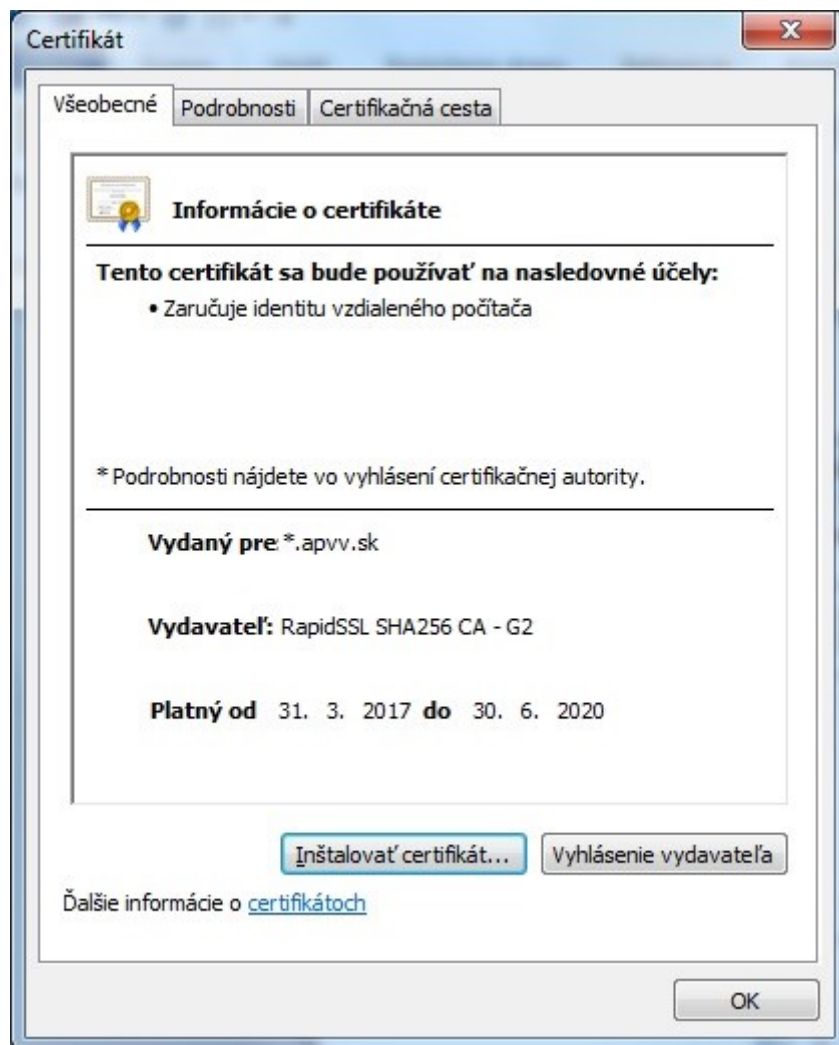 Certifikát
Všeobecné Podrobnosti Certifikačná cesta
Informácie o certifikáte
Tento certifikát sa bude používať na nasledovné účely:
• Zaručuje identitu vzdialeného počítača
* Podrobnosti nájdete vo vyhlásení certifikačnej autority.
Vydaný pre: *.apvv.sk
Vydavateľ: RapidSSL SHA256 CA - G2
Platný od 31. 3. 2017 do 30. 6. 2020
Inštalovať certifikát... Vyhlásenie vydavateľa
Ďalšie informácie o certifikátoch
OK